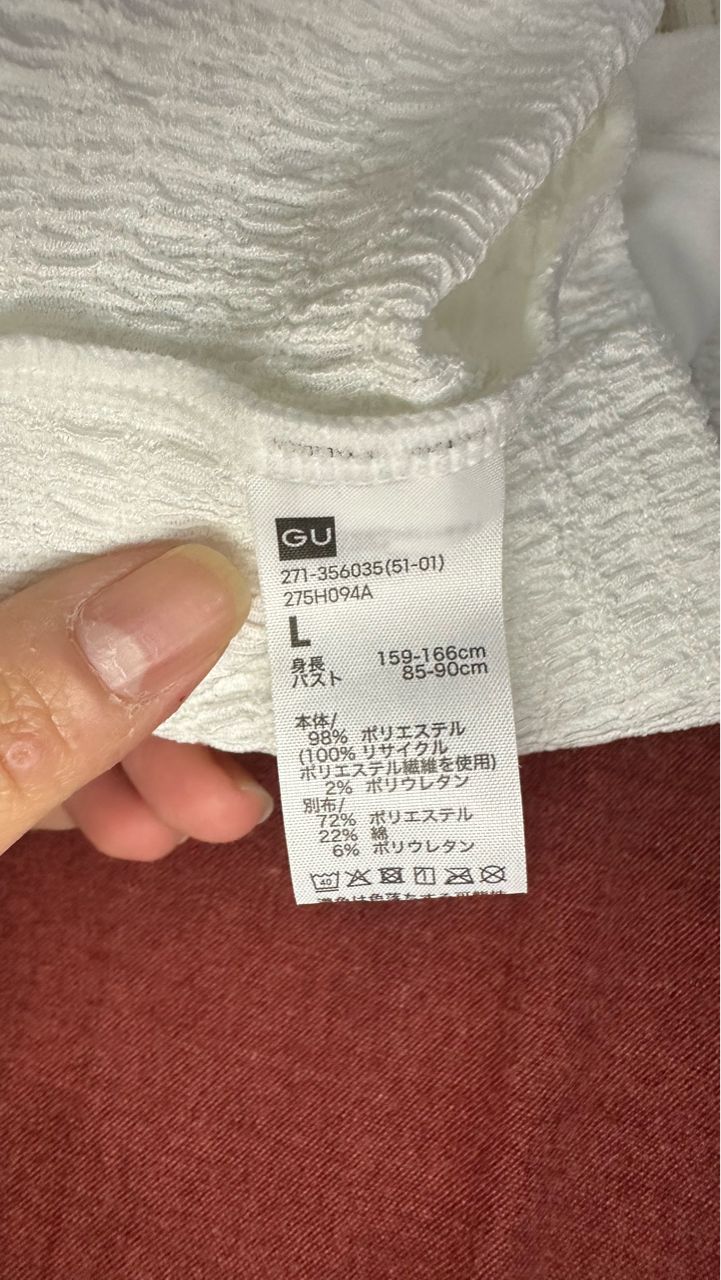 GU
271-356035(51-01)
275H094A
L
身長 159-166cm
バスト 85-90cm
本体/
98% ポリエステル
(100% リサイクル
ポリエステル繊維を使用)
2% ポリウレタン
別布/
72% ポリエステル
22% 綿
6% ポリウレタン
40